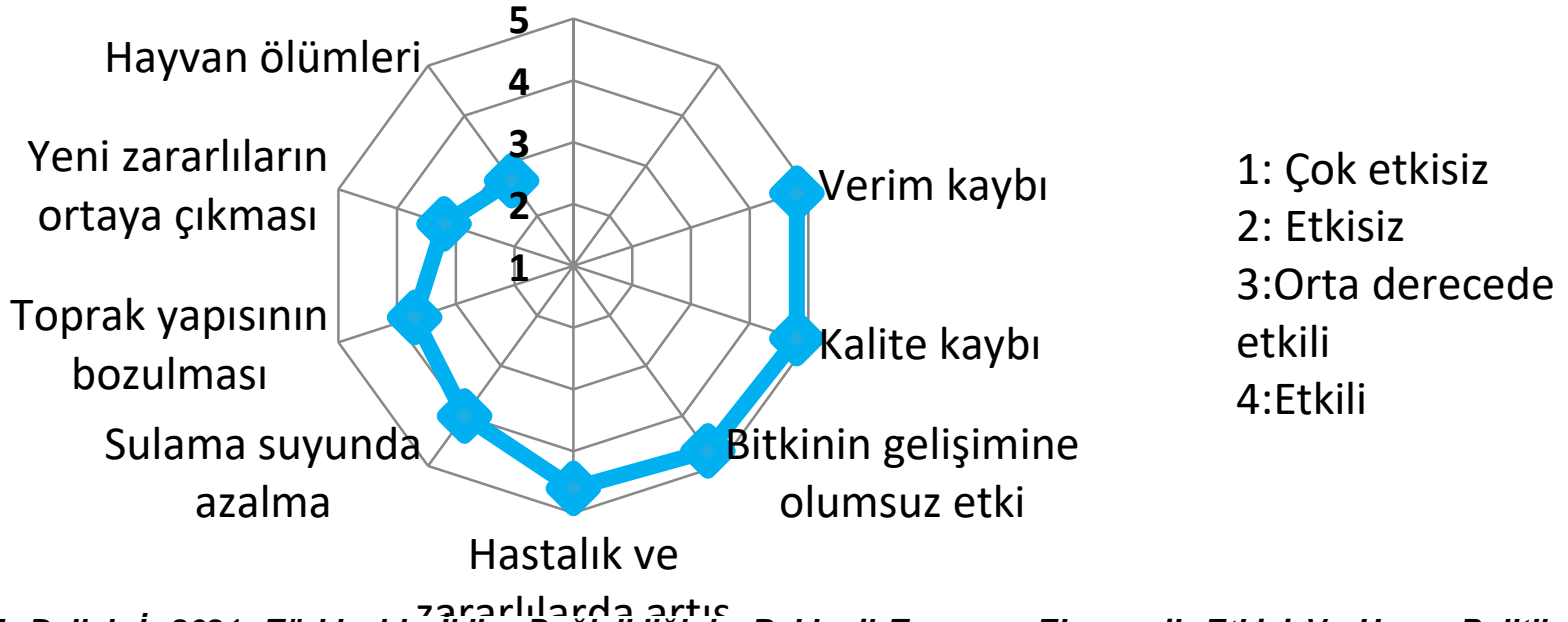 5
4
3
2
1
Hayvan ölümleri
Yeni zararlıların
ortaya çıkması
Toprak yapısının
bozulması
Sulama suyunda
azalma
Hastalık ve
zararlılarda artış
Bitkinin gelişimine
olumsuz etki
Kalite kaybı
Verim kaybı
1: Çok etkisiz
2: Etkisiz
3:Orta derecede
etkili
4:Etkili